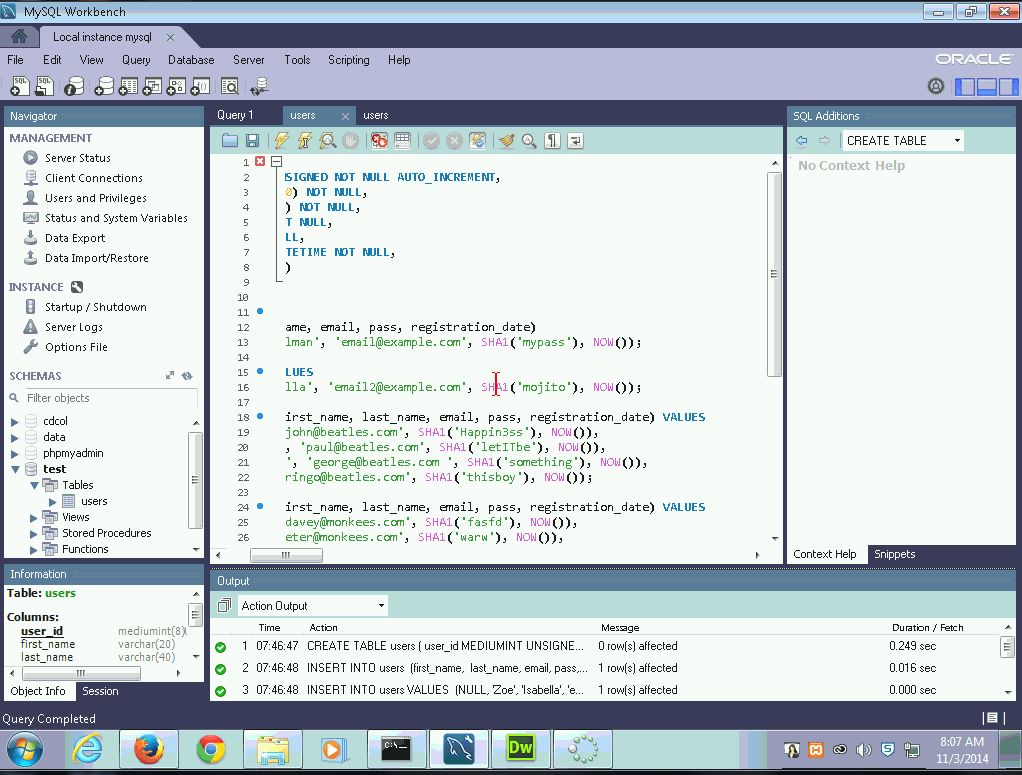 MySQL Workbench
Local instance mysql
File Edit View Query Database Server Tools Scripting Help
ORACLE
Navigator
MANAGEMENT
Server Status
Client Connections
Users and Privileges
Status and System Variables
Data Export
Data Import/Restore
INSTANCE
Startup / Shutdown
Server Logs
Options File
SCHEMAS
Filter objects
cdcol
data
phpmyadmin
test
Tables
users
Views
Stored Procedures
Functions
Information
Table: users
Columns:
user_id mediumint(8)
first_name varchar(20)
last_name varchar(40)
Object Info Session
Query 1 users users
1
2 SIGNED NOT NULL AUTO_INCREMENT,
3 0) NOT NULL,
4 ) NOT NULL,
5 T NULL,
6 LL,
7 TETIME NOT NULL,
8 )
9
10
11
12 ame, email, pass, registration_date)
13 lman', 'email@example.com', SHA1('mypass'), NOW());
14
15 LUES
16 lla', 'email2@example.com', SHA1('mojito'), NOW());
17
18 irst_name, last_name, email, pass, registration_date) VALUES
19 john@beatles.com', SHA1('Happin3ss'), NOW()),
20 , 'paul@beatles.com', SHA1('letITbe'), NOW()),
21 ', 'george@beatles.com ', SHA1('something'), NOW()),
22 ringo@beatles.com', SHA1('thisboy'), NOW());
23
24 irst_name, last_name, email, pass, registration_date) VALUES
25 davey@monkees.com', SHA1('fasfd'), NOW()),
26 eter@monkees.com', SHA1('warw'), NOW()),
SQL Additions
CREATE TABLE
No Context Help
Context Help Snippets
Output
Action Output
Time Action Message Duration / Fetch
1 07:46:47 CREATE TABLE users ( user_id MEDIUMINT UNSIGNE... 0 row(s) affected 0.249 sec
2 07:46:48 INSERT INTO users (first_name, last_name, email, pass,... 1 row(s) affected 0.016 sec
3 07:46:48 INSERT INTO users VALUES (NULL, 'Zoe', 'Isabella', 'e... 1 row(s) affected 0.000 sec
Query Completed
Dw
8:07 AM
11/3/2014